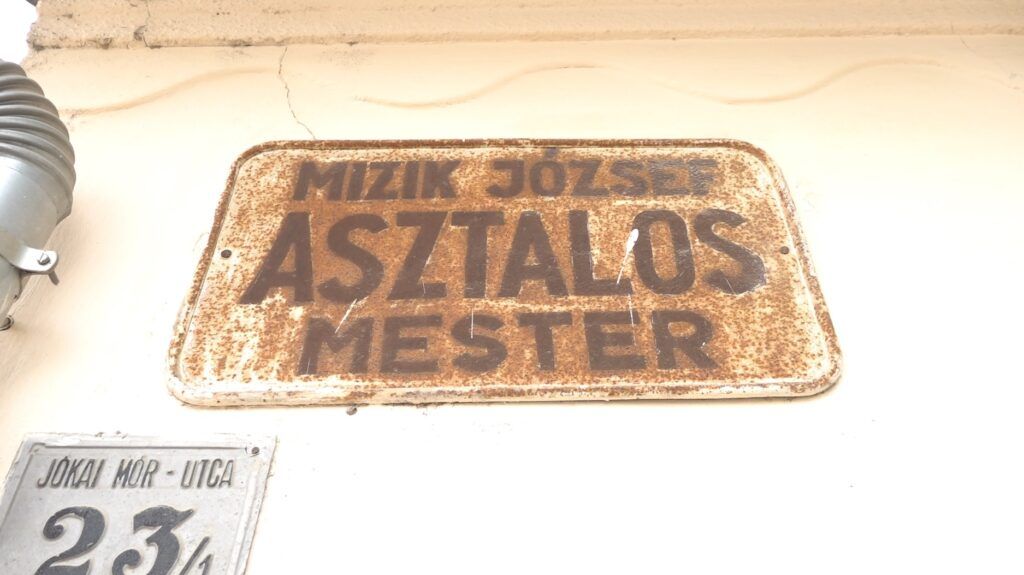 MIZIK JÓZSEF
ASZTALOS
MESTER
JÓKAI MÓR - UTCA
23/1